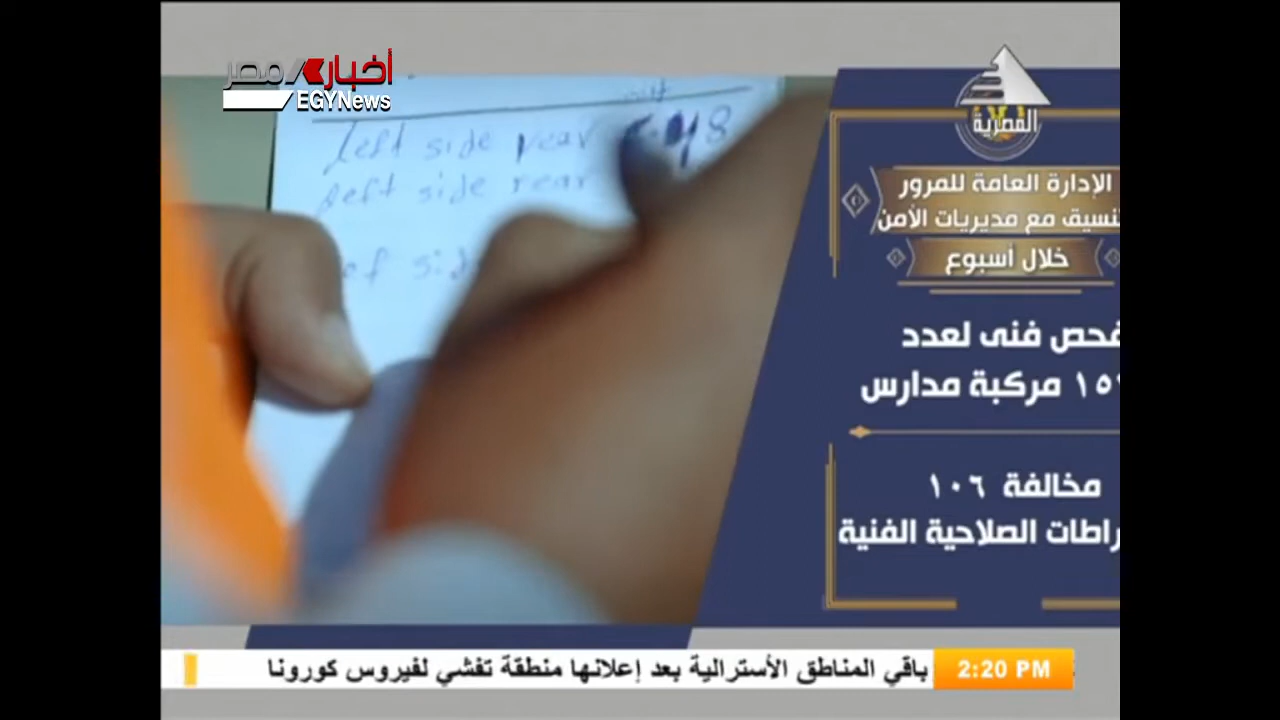 أخبار مصر
EGYNews
المصرية
left side rear
8
left side rear
side
الإدارة العامة للمرور
مع مديريات الأمن
خلال أسبوع
فنى لعدد
مركبة مدارس
مخالفة ١٠٦
الصلاحية الفنية
باقي المناطق الأسترالية بعد إعلانها منطقة تفشي لفيروس كورونا
2:20 PM